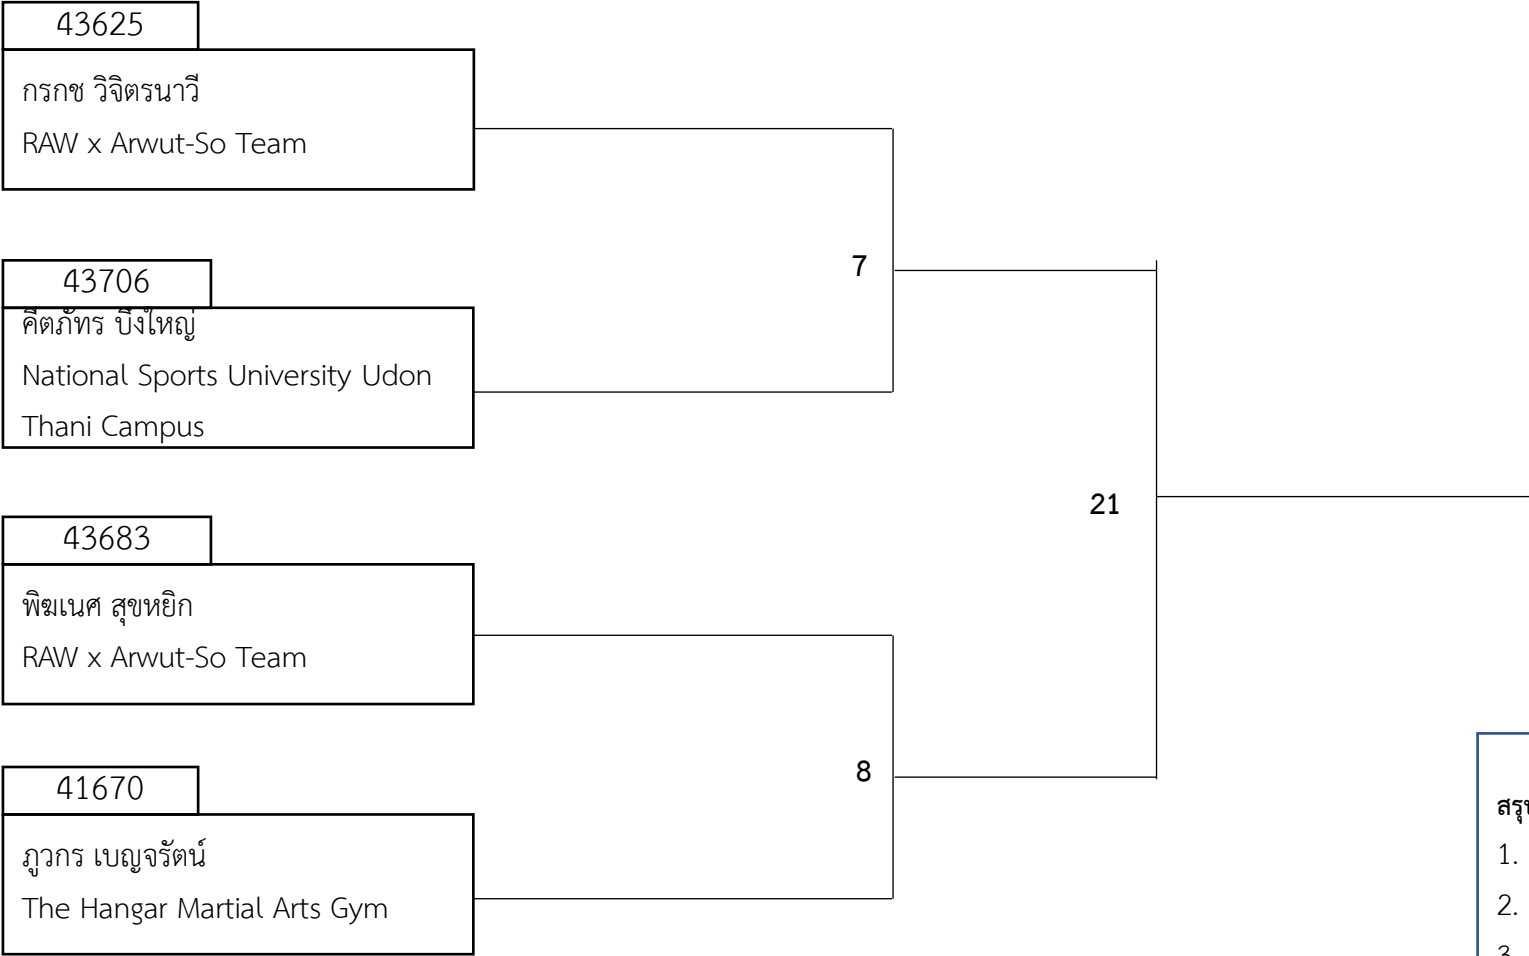 43625
กรกช วิจิตรนาวี
RAW x Arwut-So Team
43706
คีตภัทร บึงใหญ่
National Sports University Udon
Thani Campus
7
43683
พิฆเนศ สุขหยิก
RAW x Arwut-So Team
21
41670
ภูวกร เบญจรัตน์
The Hangar Martial Arts Gym
8
1.
2.
3.